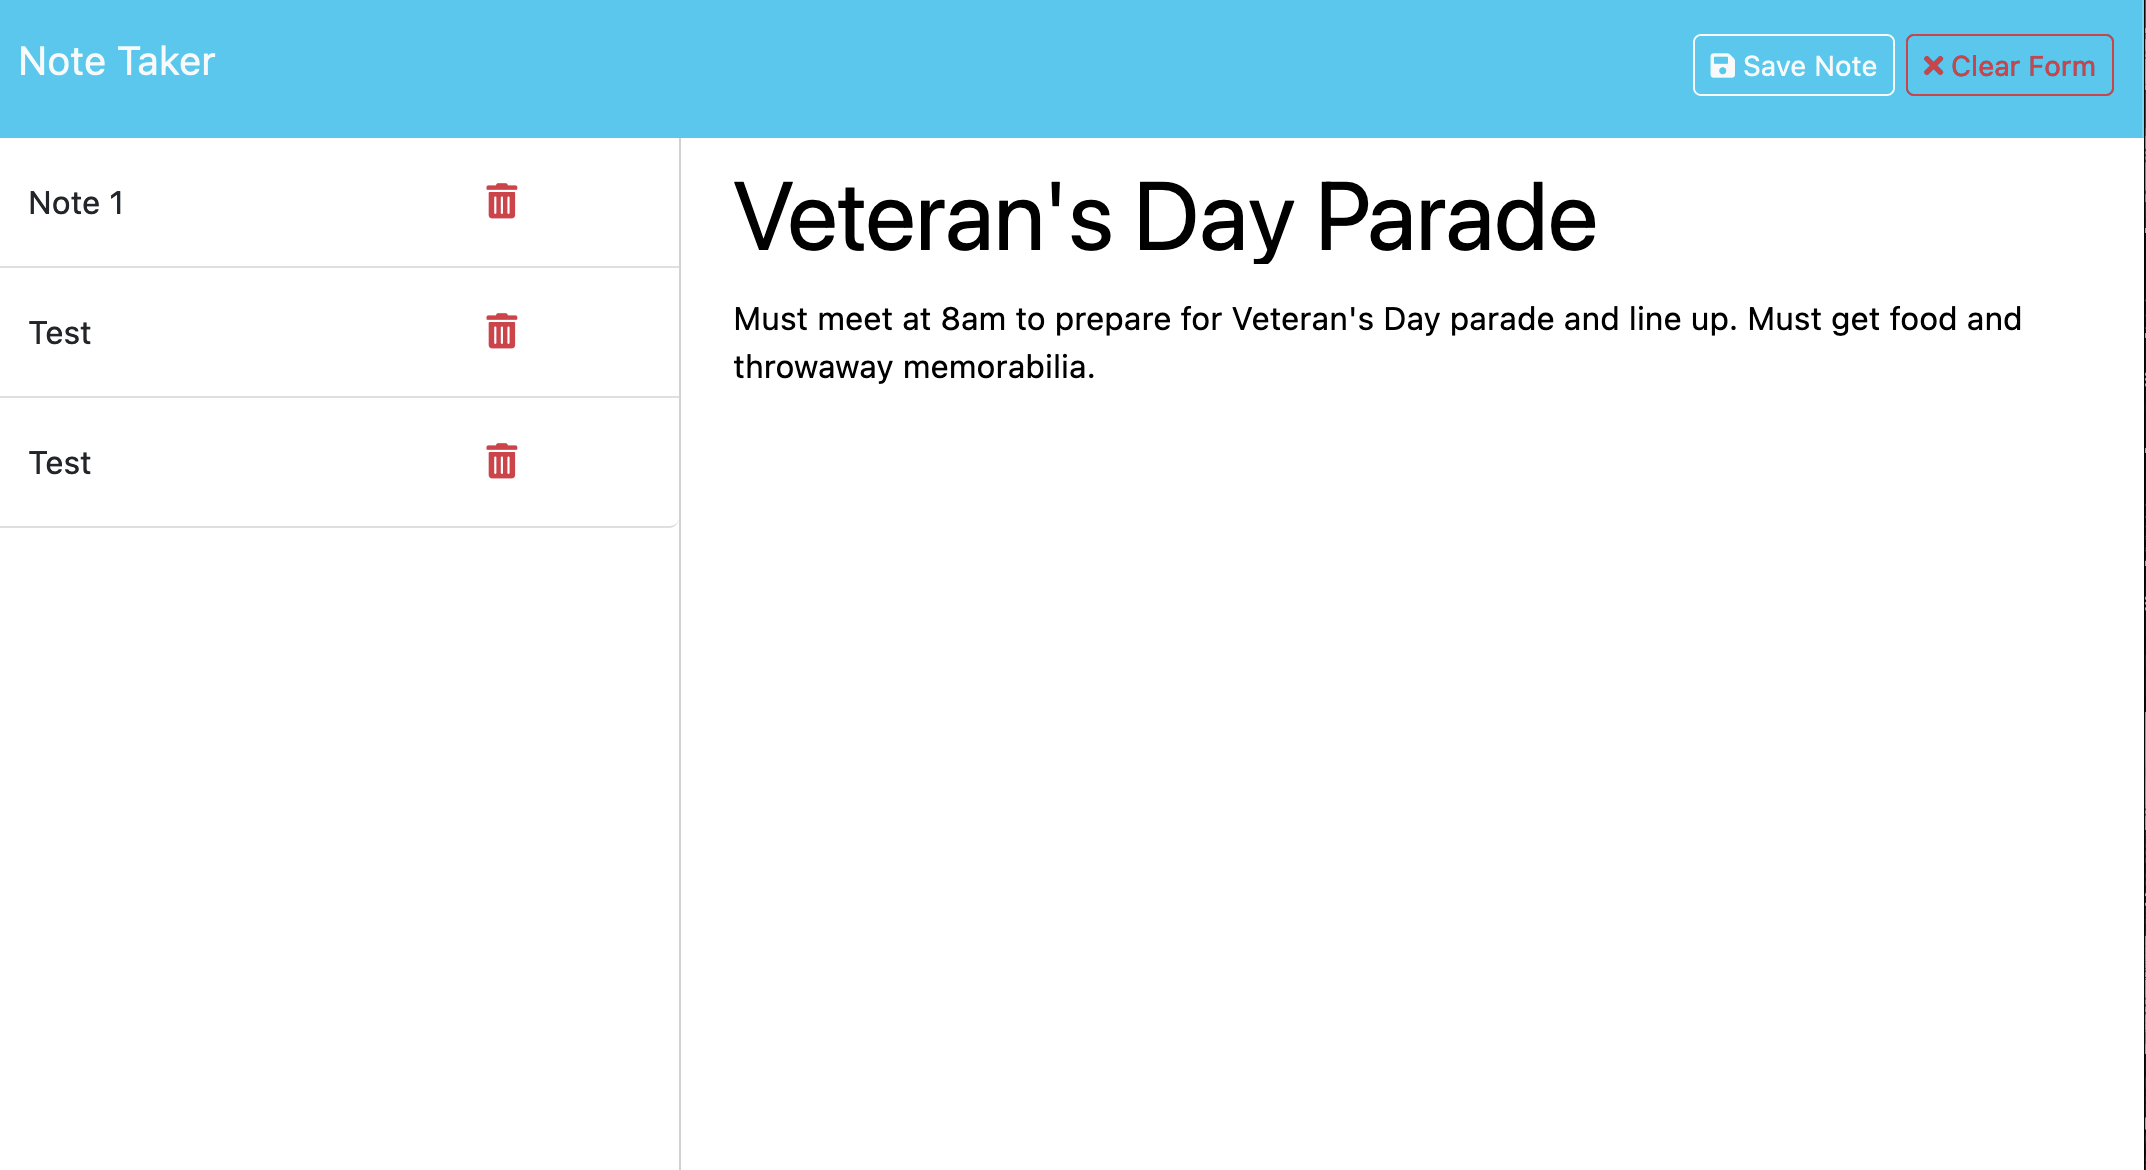 Note Taker
Save Note
Clear Form
Note 1
Test
Test
Veteran's Day Parade
Must meet at 8am to prepare for Veteran's Day parade and line up. Must get food and
throwaway memorabilia.